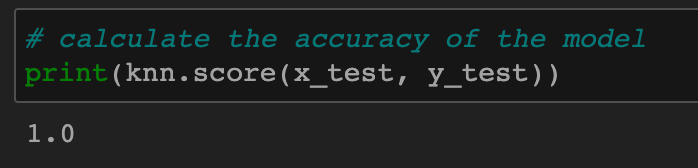 # calculate the accuracy of the model
print(knn.score(x_test, y_test))
1.0